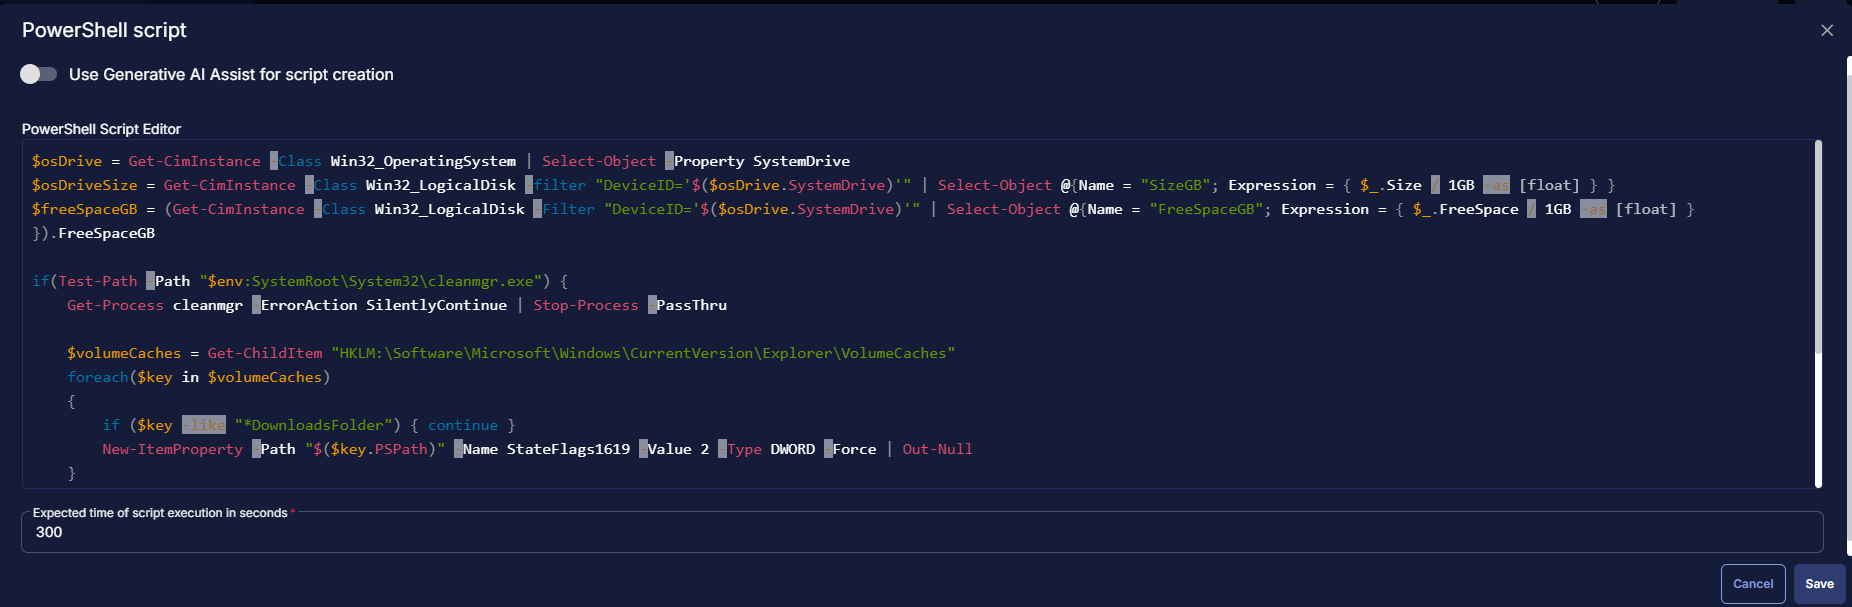 PowerShell script
Use Generative AI Assist for script creation
PowerShell Script Editor
$osDrive = Get-CimInstance -Class Win32_OperatingSystem | Select-Object -Property SystemDrive
$osDriveSize = Get-CimInstance -Class Win32_LogicalDisk -filter "DeviceID='$($osDrive.SystemDrive)'" | Select-Object @{Name = "SizeGB"; Expression = { $_.Size / 1GB -as [float] } }
$freeSpaceGB = (Get-CimInstance -Class Win32_LogicalDisk -Filter "DeviceID='$($osDrive.SystemDrive)'" | Select-Object @{Name = "FreeSpaceGB"; Expression = { $_.FreeSpace / 1GB -as [float] }
}).FreeSpaceGB
if(Test-Path -Path "$env:SystemRoot\System32\cleanmgr.exe") {
Get-Process cleanmgr -ErrorAction SilentlyContinue | Stop-Process -PassThru
$volumeCaches = Get-ChildItem "HKLM:\Software\Microsoft\Windows\CurrentVersion\Explorer\VolumeCaches"
foreach($key in $volumeCaches)
{
if ($key -like "*DownloadsFolder") { continue }
New-ItemProperty -Path "$($key.PSPath)" -Name StateFlags1619 -Value 2 -Type DWORD -Force | Out-Null
}
Expected time of script execution in seconds *
300
Cancel
Save